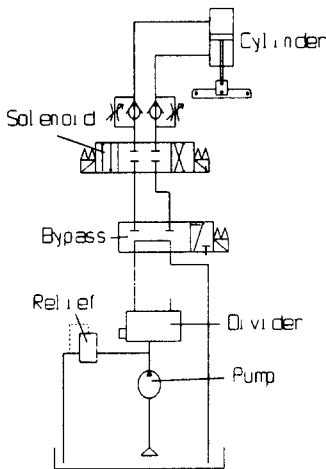 Cylinder
Solenoid
Bypass
Relief
Divider
Pump